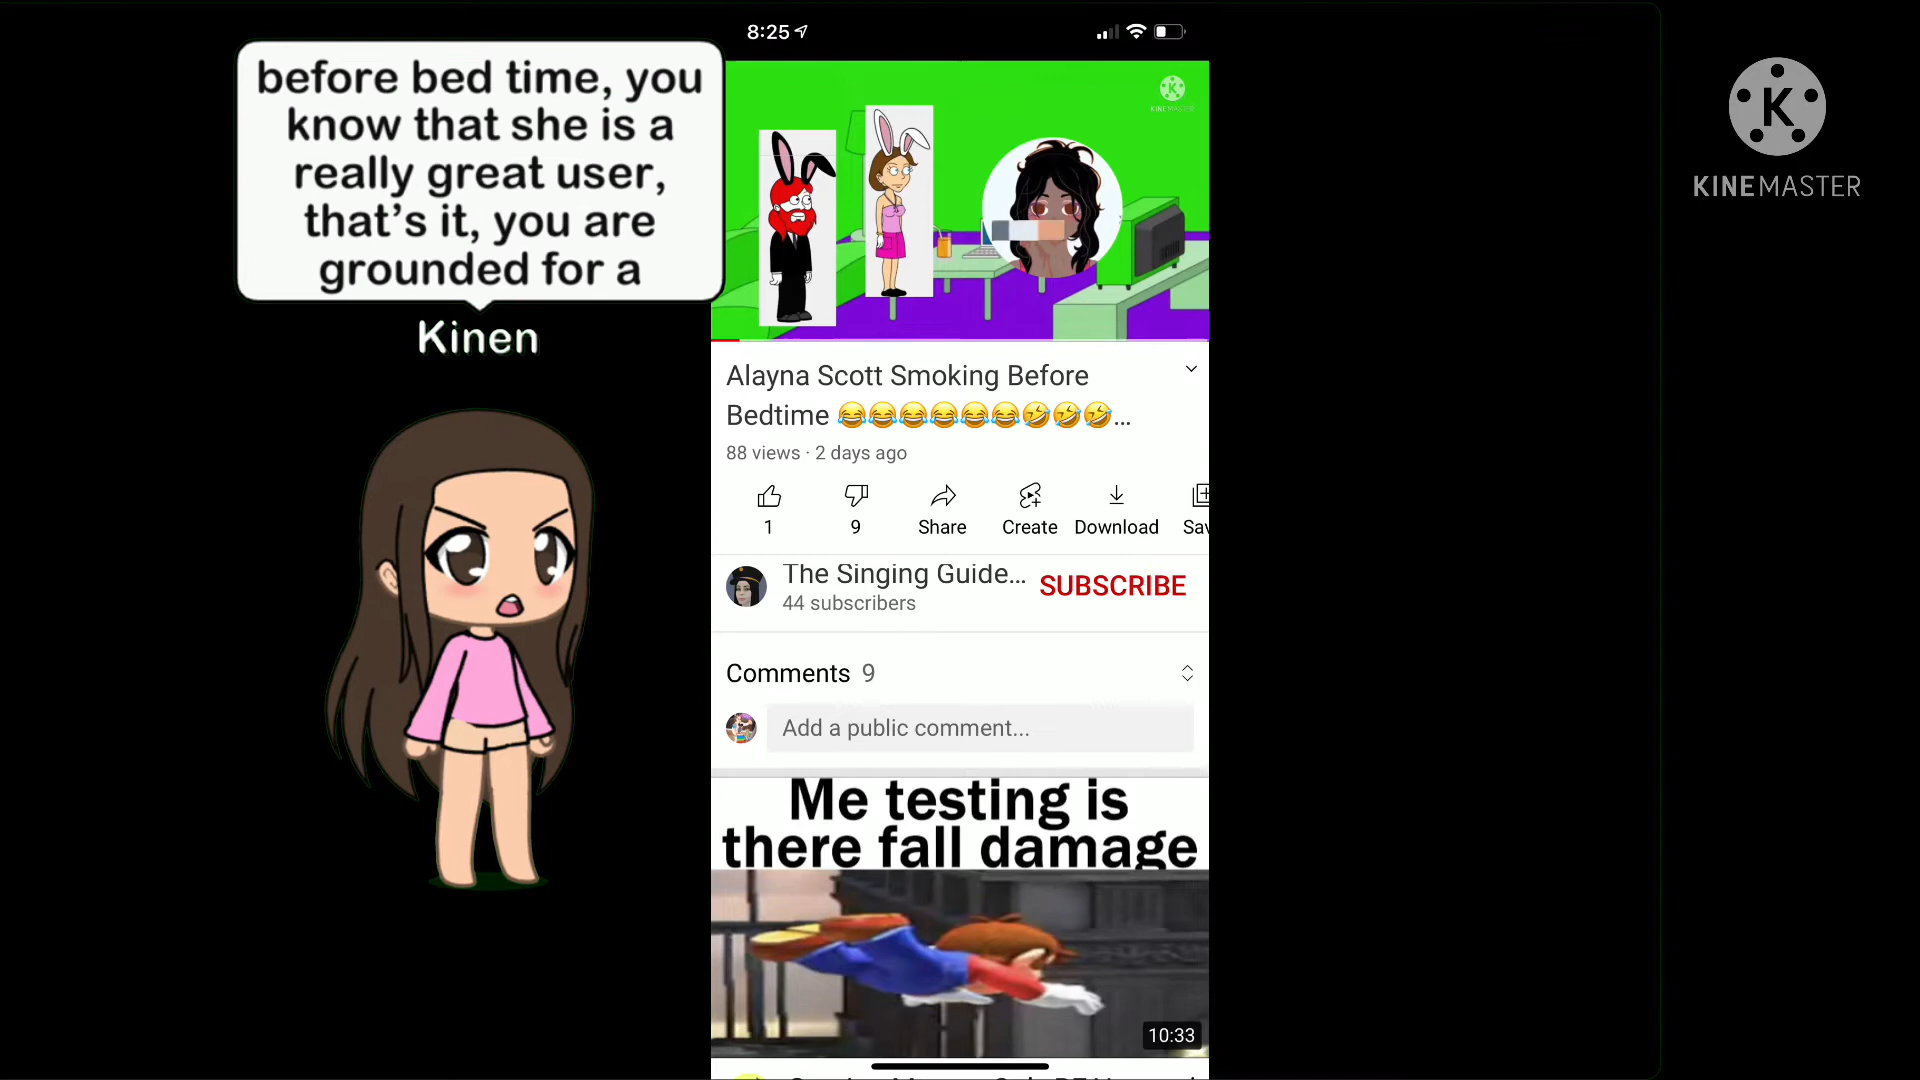 before bed time, you
know that she is a
really great user,
that's it, you are
grounded for a
Kinen
8:25
KINEMASTER
Alayna Scott Smoking Before
Bedtime 😂😂😂😂😂😂🤣🤣🤣...
88 views · 2 days ago
1
9
Share
Create
Download
Sav
The Singing Guide...
44 subscribers
SUBSCRIBE
Comments 9
Add a public comment...
Me testing is
there fall damage
10:33
K
KINEMASTER